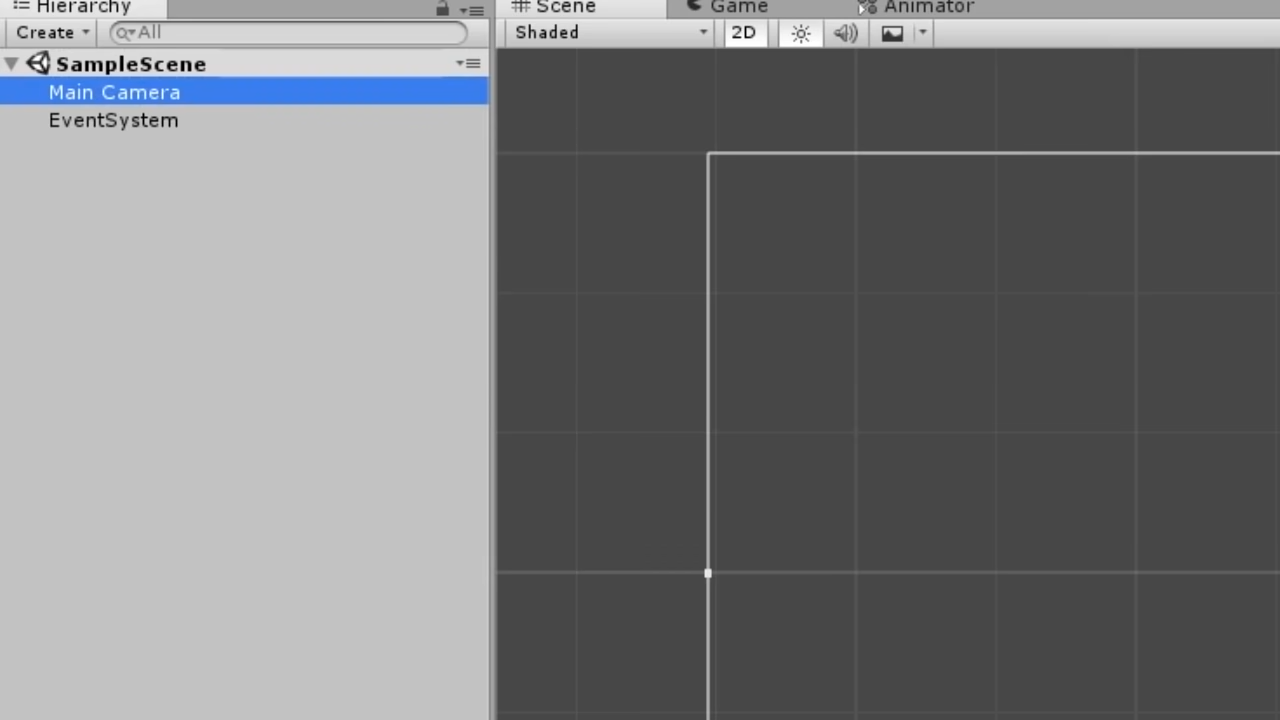 Hierarchy
Scene
Game
Animator
Create
All
Shaded
2D
SampleScene
Main Camera
EventSystem